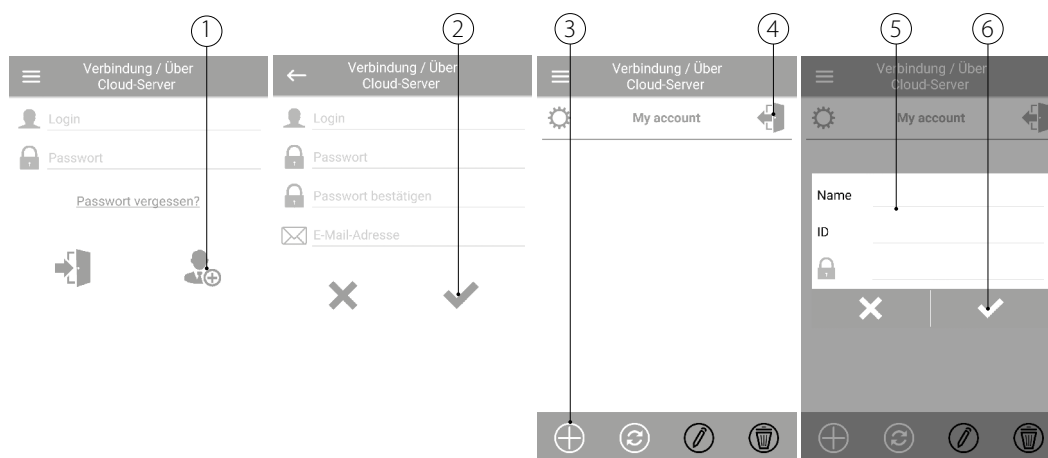 1
2
3
4
5
6
Verbindung / Über
Cloud-Server
Login
Passwort
Passwort vergessen?
Verbindung / Über
Cloud-Server
Login
Passwort
Passwort bestätigen
E-Mail-Adresse
Verbindung / Über
Cloud-Server
My account
Verbindung / Über
Cloud-Server
My account
Name
ID